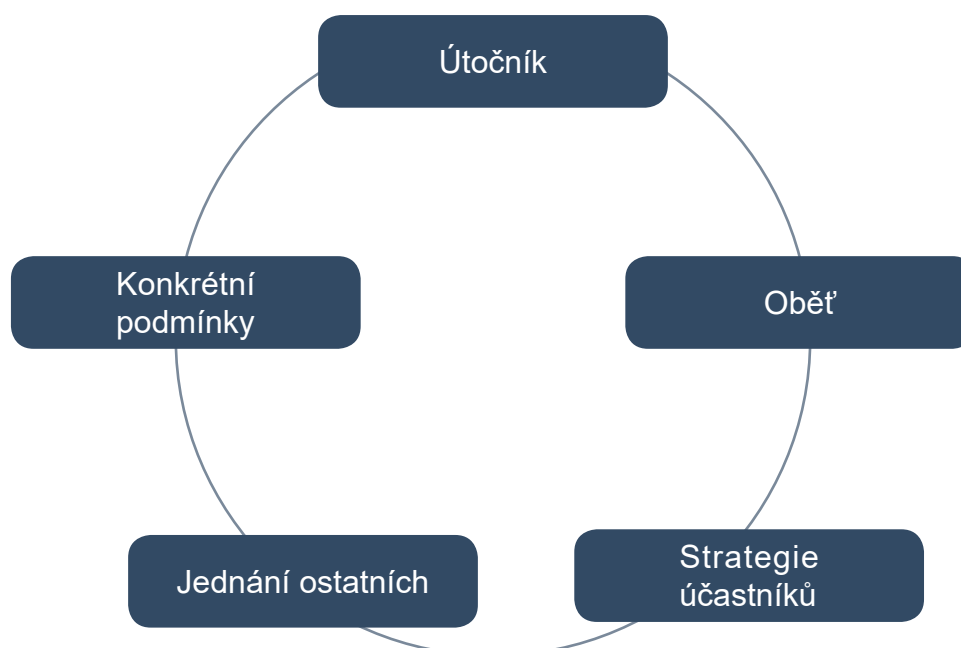 Útočník
Konkrétní
podmínky
Oběť
Strategie
účastníků
Jednání ostatních